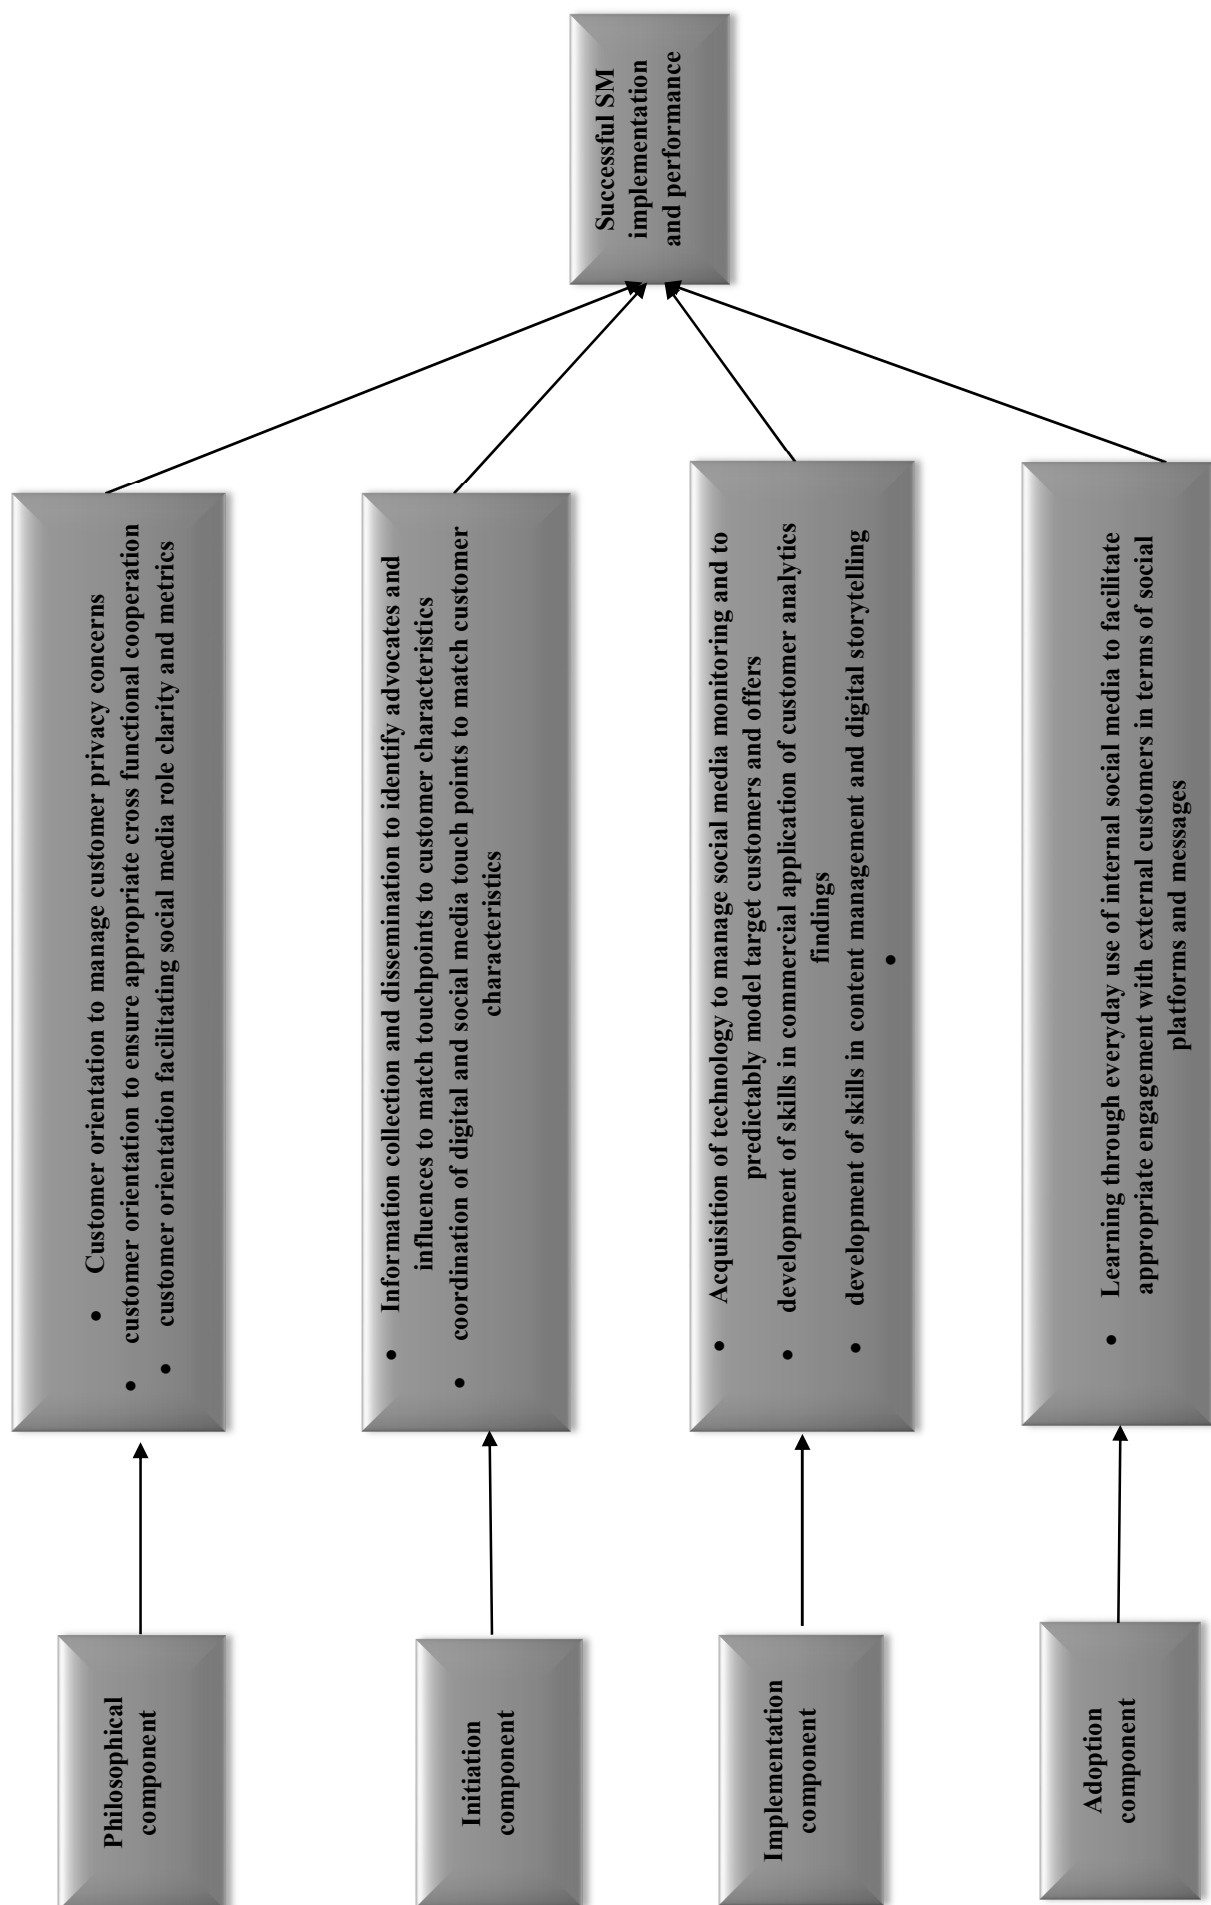 Philosophical
component
• Customer orientation to manage customer privacy concerns
• customer orientation to ensure appropriate cross functional cooperation
• customer orientation facilitating social media role clarity and metrics
Initiation
component
• Information collection and dissemination to identify advocates and
influences to match touchpoints to customer characteristics
• coordination of digital and social media touch points to match customer
characteristics
Implementation
component
• Acquisition of technology to manage social media monitoring and to
predictably model target customers and offers
• development of skills in commercial application of customer analytics
findings
• development of skills in content management and digital storytelling
•
Adoption
component
• Learning through everyday use of internal social media to facilitate
appropriate engagement with external customers in terms of social
platforms and messages
Successful SM
implementation
and performance